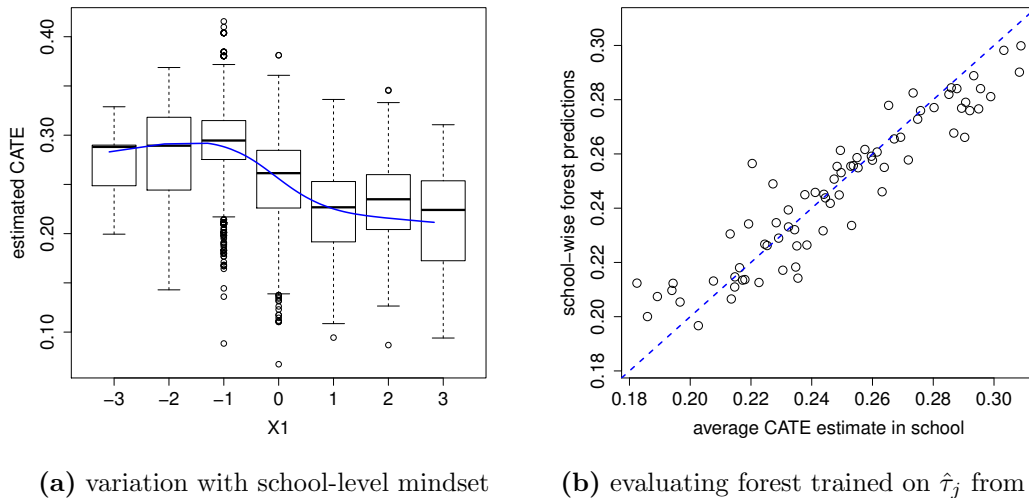 estimated CATE
0.40
0.30
0.20
0.10
−3 −2 −1 0 1 2 3
X1
(a) variation with school-level mindset
school−wise forest predictions
0.30
0.28
0.26
0.24
0.22
0.20
0.18
0.18 0.20 0.22 0.24 0.26 0.28 0.30
average CATE estimate in school
(b) evaluating forest trained on τ̂j from